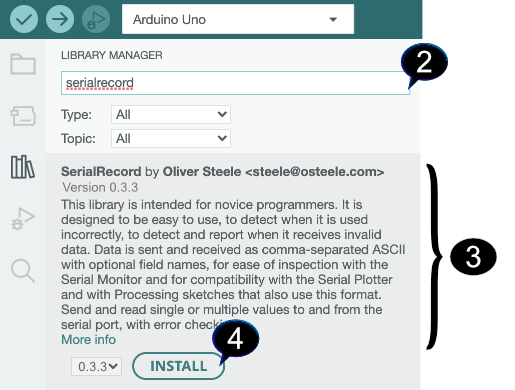 Arduino Uno
LIBRARY MANAGER
2
serialrecord
Type: All
Topic: All
SerialRecord by Oliver Steele <steele@osteele.com>
Version 0.3.3
This library is intended for novice programmers. It is
designed to be easy to use, to detect when it is used
incorrectly, to detect and report when it receives invalid
data. Data is sent and received as comma-separated ASCII
with optional field names, for ease of inspection with the
Serial Monitor and for compatibility with the Serial Plotter
and with Processing sketches that also use this format.
Send and read single or multiple values to and from the
serial port, with error
3
More info
4
0.3.3 INSTALL